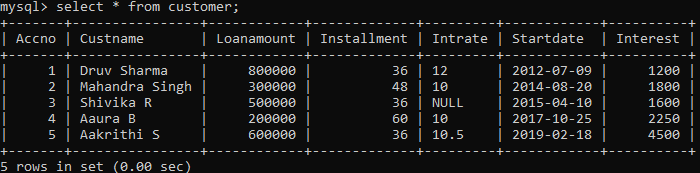 mysql> select * from customer;
+-------+----------------+------------+-------------+---------+------------+----------+
| Accno | Custname       | Loanamount | Installment | Intrate | Startdate  | Interest |
+-------+----------------+------------+-------------+---------+------------+----------+
|     1 | Druv Sharma    |     800000 |          36 | 12      | 2012-07-09 |     1200 |
|     2 | Mahandra Singh |     300000 |          48 | 10      | 2014-08-20 |     1800 |
|     3 | Shivika R      |     500000 |          36 | NULL    | 2015-04-10 |     1600 |
|     4 | Aaura B        |     200000 |          60 | 10      | 2017-10-25 |     2250 |
|     5 | Aakrithi S     |     600000 |          36 | 10.5    | 2019-02-18 |     4500 |
+-------+----------------+------------+-------------+---------+------------+----------+
5 rows in set (0.00 sec)